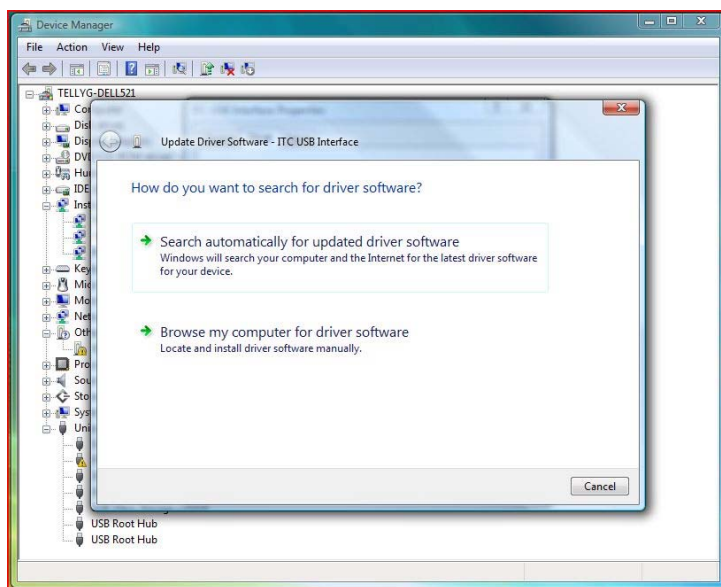 Device Manager
File Action View Help
TELLYG-DELL521
Update Driver Software - ITC USB Interface
How do you want to search for driver software?
Search automatically for updated driver software
Windows will search your computer and the Internet for the latest driver software
for your device.
Browse my computer for driver software
Locate and install driver software manually.
Cancel
USB Root Hub
USB Root Hub